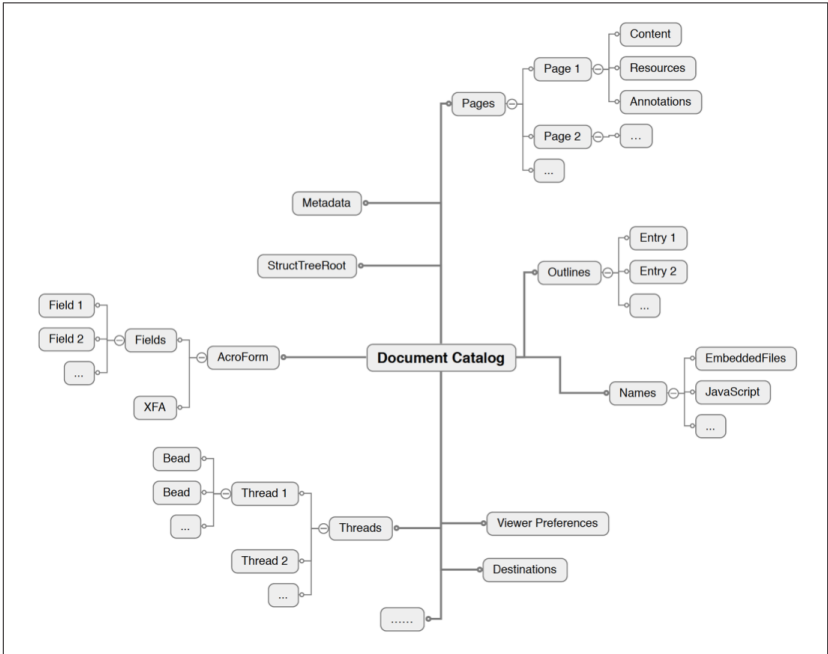 Content
Page 1
Resources
Annotations
Pages
Page 2
...
...
Metadata
StructTreeRoot
Entry 1
Outlines
Entry 2
...
Field 1
Field 2
Fields
...
AcroForm
XFA
Document Catalog
EmbeddedFiles
Names
JavaScript
...
Bead
Bead
Thread 1
...
Threads
Thread 2
...
Viewer Preferences
Destinations
......